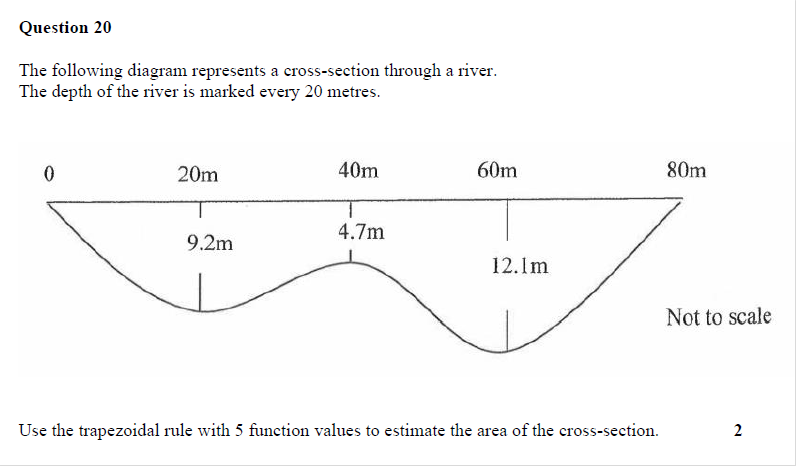 Question 20
The following diagram represents a cross-section through a river.
The depth of the river is marked every 20 metres.
0 20m 40m 60m 80m
9.2m 4.7m
12.1m
Not to scale
Use the trapezoidal rule with 5 function values to estimate the area of the cross-section. 2